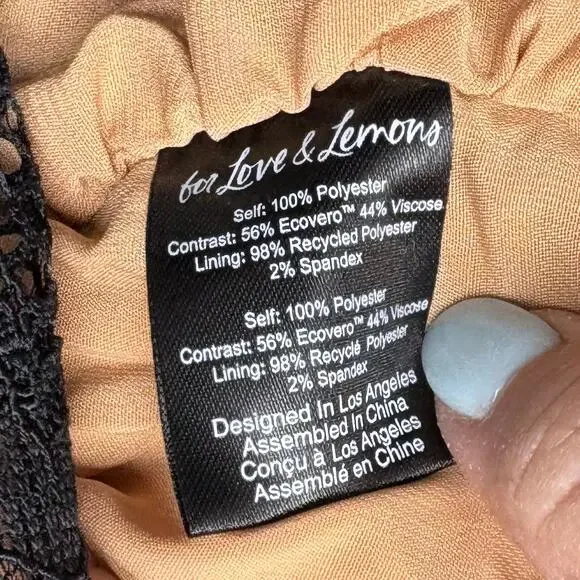 for Love & Lemons
Self: 100% Polyester
Contrast: 56% Ecovero™ 44% Viscose
Lining: 98% Recycled Polyester
2% Spandex
Self: 100% Polyester
Contrast: 56% Ecovero™ 44% Viscose
Lining: 98% Recyclé Polyester
2% Spandex
Designed In Los Angeles
Assembled In China
Conçu à Los Angeles
Assemblé en Chine